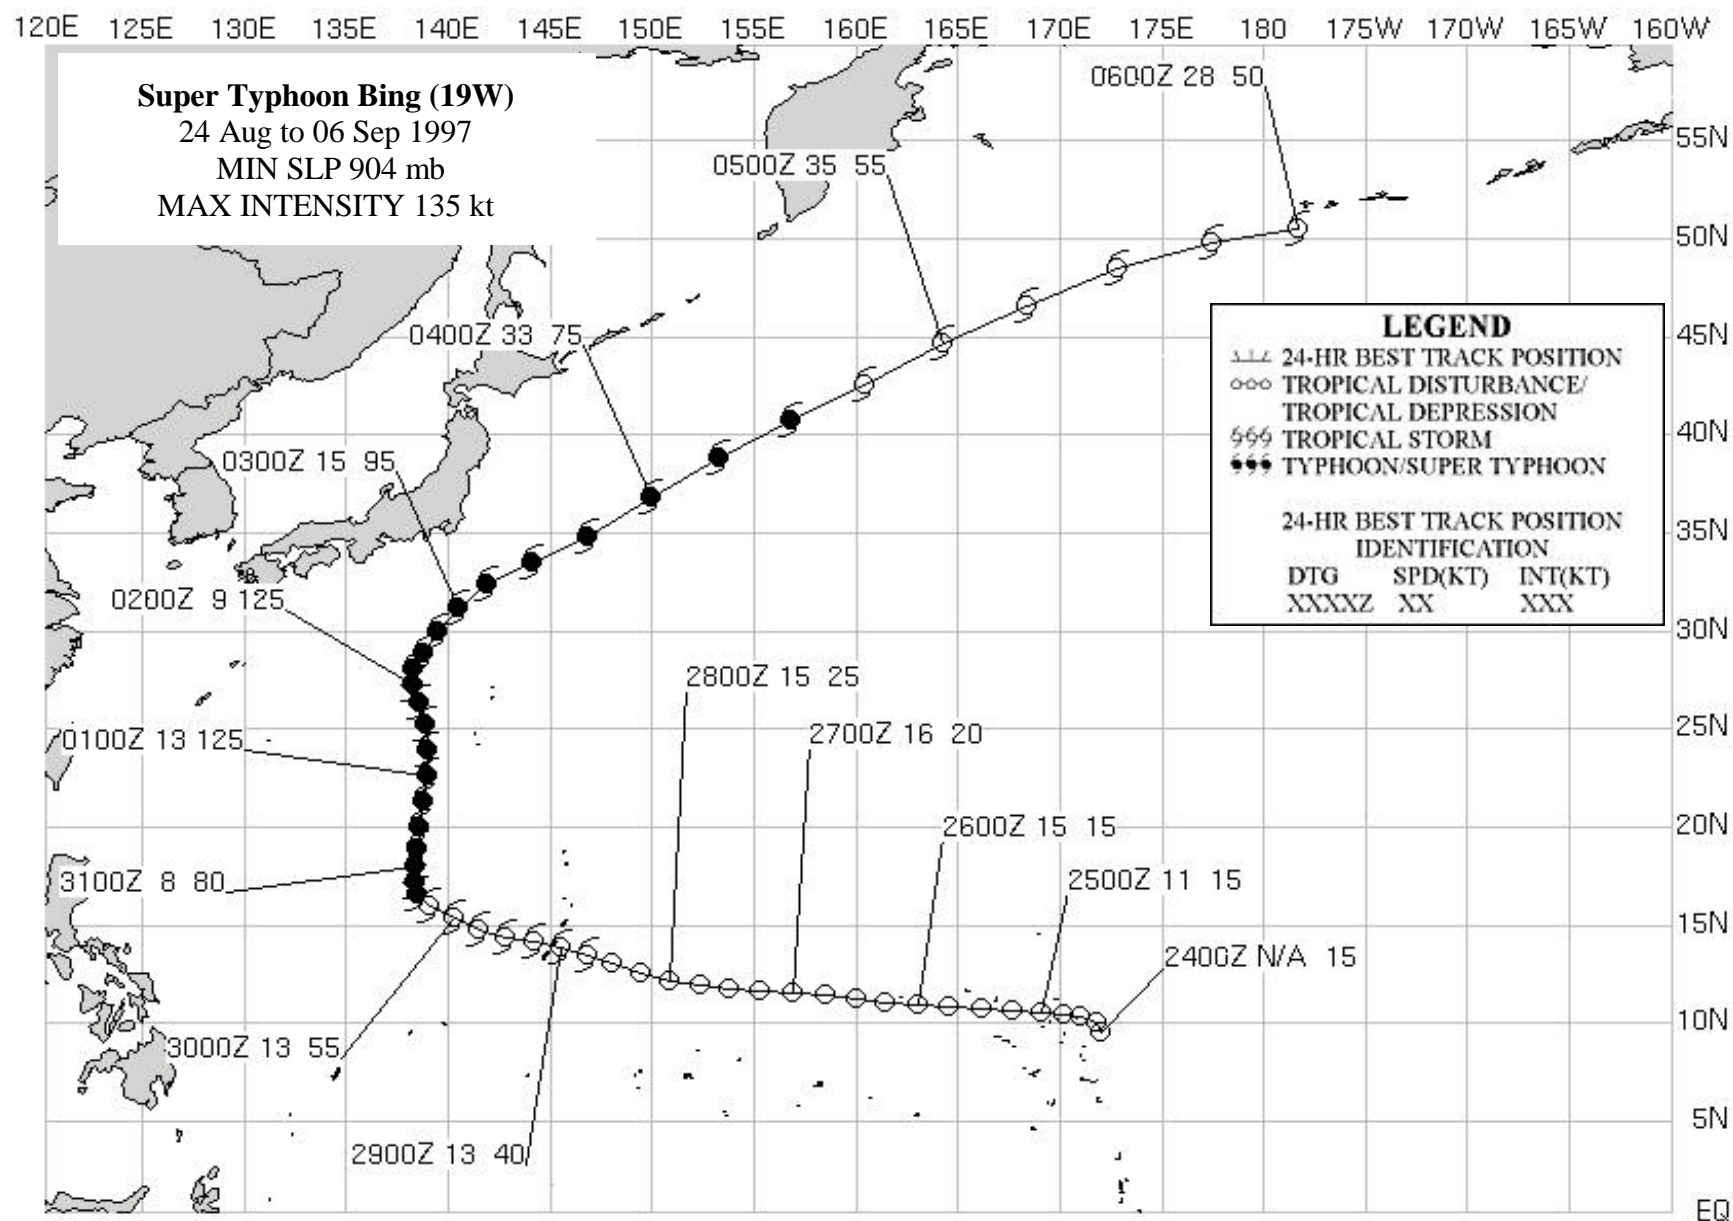 120E 125E 130E 135E 140E 145E 150E 155E 160E 165E 170E 175E 180 175W 170W 165W 160W
Super Typhoon Bing (19W)
24 Aug to 06 Sep 1997
MIN SLP 904 mb
MAX INTENSITY 135 kt
0600Z 28 50
55N
0500Z 35 55
50N
LEGEND
24-HR BEST TRACK POSITION
TROPICAL DISTURBANCE/
TROPICAL DEPRESSION
TROPICAL STORM
TYPHOON/SUPER TYPHOON
24-HR BEST TRACK POSITION
IDENTIFICATION
DTG SPD(KT) INT(KT)
XXXXZ XX XXX
0400Z 33 75
45N
40N
0300Z 15 95
35N
0200Z 9 125
30N
2800Z 15 25
25N
2700Z 16 20
0100Z 13 125
20N
2600Z 15 15
3100Z 8 80
2500Z 11 15
15N
2400Z N/A 15
10N
3000Z 13 55
5N
2900Z 13 40
EQ